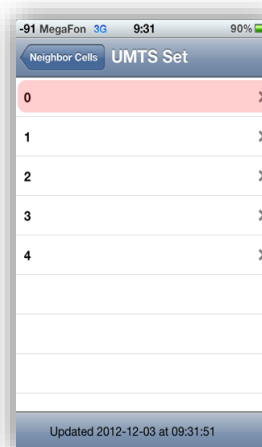 -91 MegaFon 3G 9:31 90%
Neighbor Cells UMTS Set
0
1
2
3
4
Updated 2012-12-03 at 09:31:51